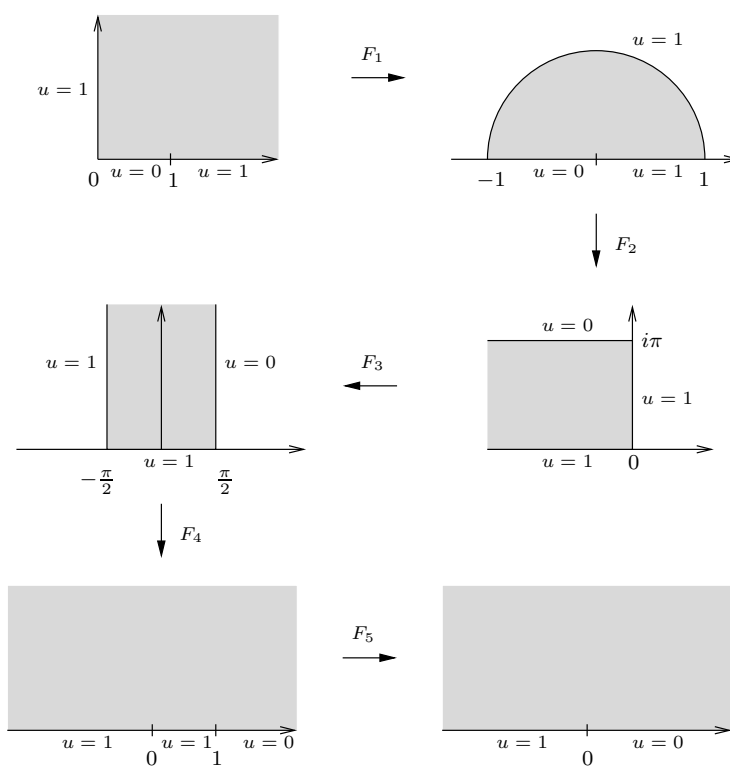 F₁
u = 1
u = 1
0 u = 0 1 u = 1
−1 u = 0 u = 1 1
F₂
u = 0
iπ
u = 1 u = 0
F₃
u = 1
u = 1
u = 1 0
−π/2 π/2
F₄
F₅
u = 1 0 u = 1 1 u = 0
u = 1 0 u = 0